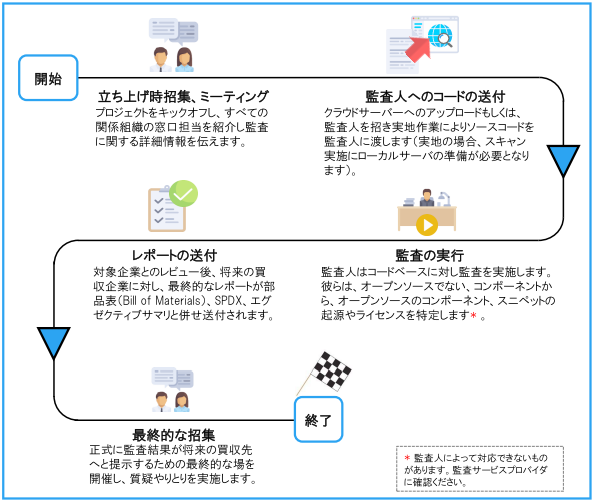 開始
立ち上げ時招集、ミーティング
プロジェクトをキックオフし、すべての
関係組織の窓口担当を紹介し監査
に関する詳細情報を伝えます。
監査人へのコードの送付
クラウドサーバーへのアップロードもしくは、
監査人を招き実地作業によりソースコードを
監査人に渡します(実地の場合、スキャン
実施にローカルサーバの準備が必要となり
ます)。
監査の実行
監査人はコードベースに対し監査を実施します。
彼らは、オープンソースでない、コンポーネントか
ら、オープンソースのコンポーネント、スニペットの
起源やライセンスを特定します* 。
レポートの送付
対象企業とのレビュー後、将来の買
収企業に対し、最終的なレポートが部
品表(Bill of Materials)、SPDX、エグ
ゼクティブサマリと併せ送付されます。
最終的な招集
正式に監査結果が将来の買収先
へと提示するための最終的な場を
開催し、質疑やりとりを実施します。
終了
* 監査人によって対応できないもの
があります。監査サービスプロバイダ
に確認ください。